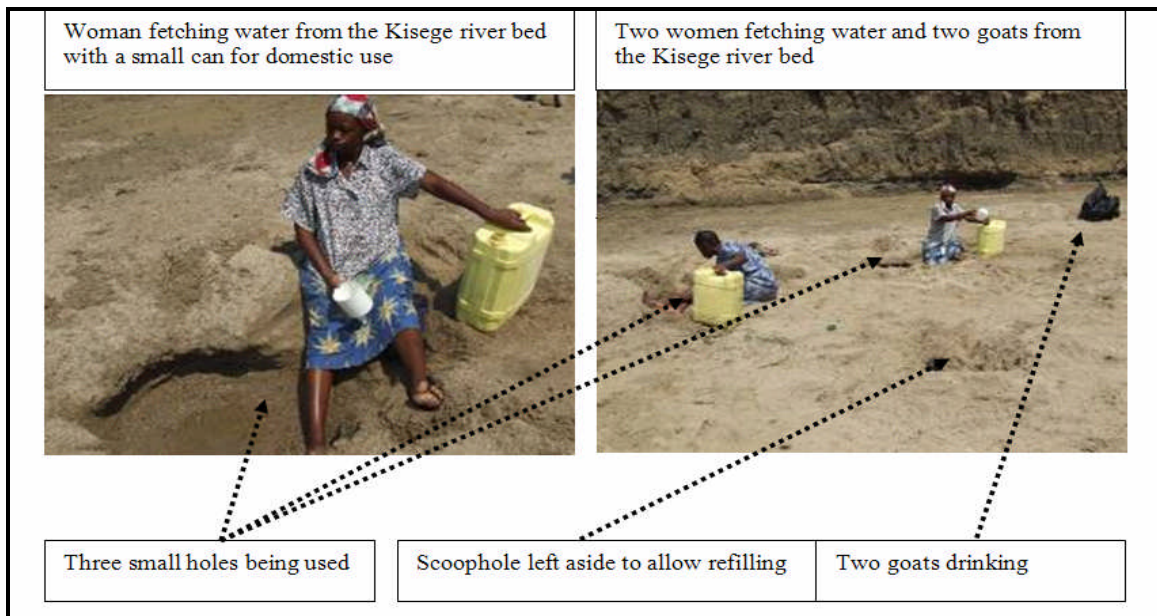 Woman fetching water from the Kisege river bed
with a small can for domestic use
Two women fetching water and two goats from
the Kisege river bed
Three small holes being used
Scoophole left aside to allow refilling
Two goats drinking